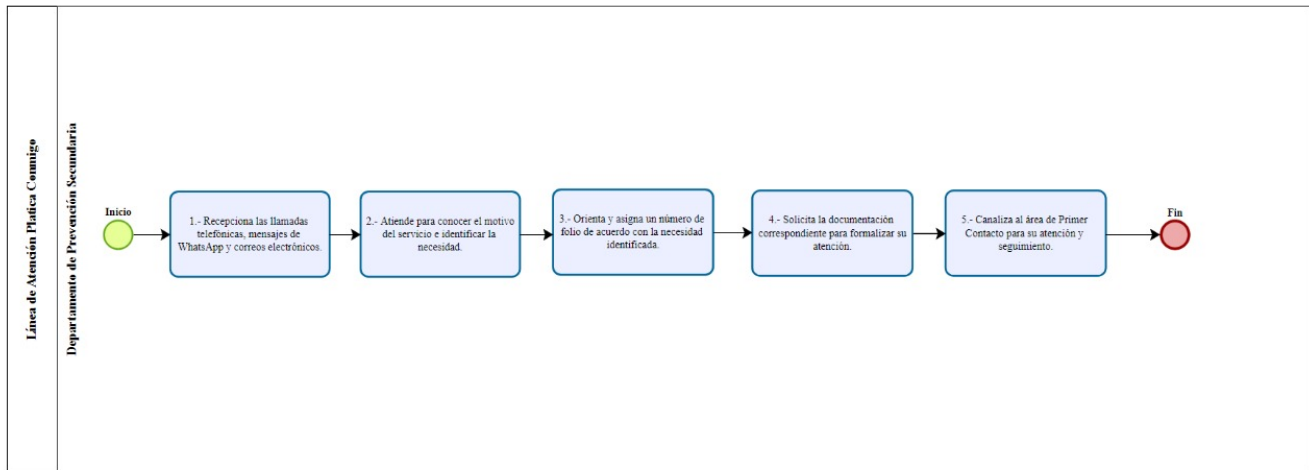 Línea de Atención Platica Conmigo
Departamento de Prevención Secundaria
Inicio
1.- Recepciona las llamadas
telefónicas, mensajes de
WhatsApp y correos electrónicos.
2.- Atiende para conocer el motivo
del servicio e identificar la
necesidad.
3.- Orienta y asigna un número de
folio de acuerdo con la necesidad
identificada.
4.- Solicita la documentación
correspondiente para formalizar su
atención.
5.- Canaliza al área de Primer
Contacto para su atención y
seguimiento.
Fin